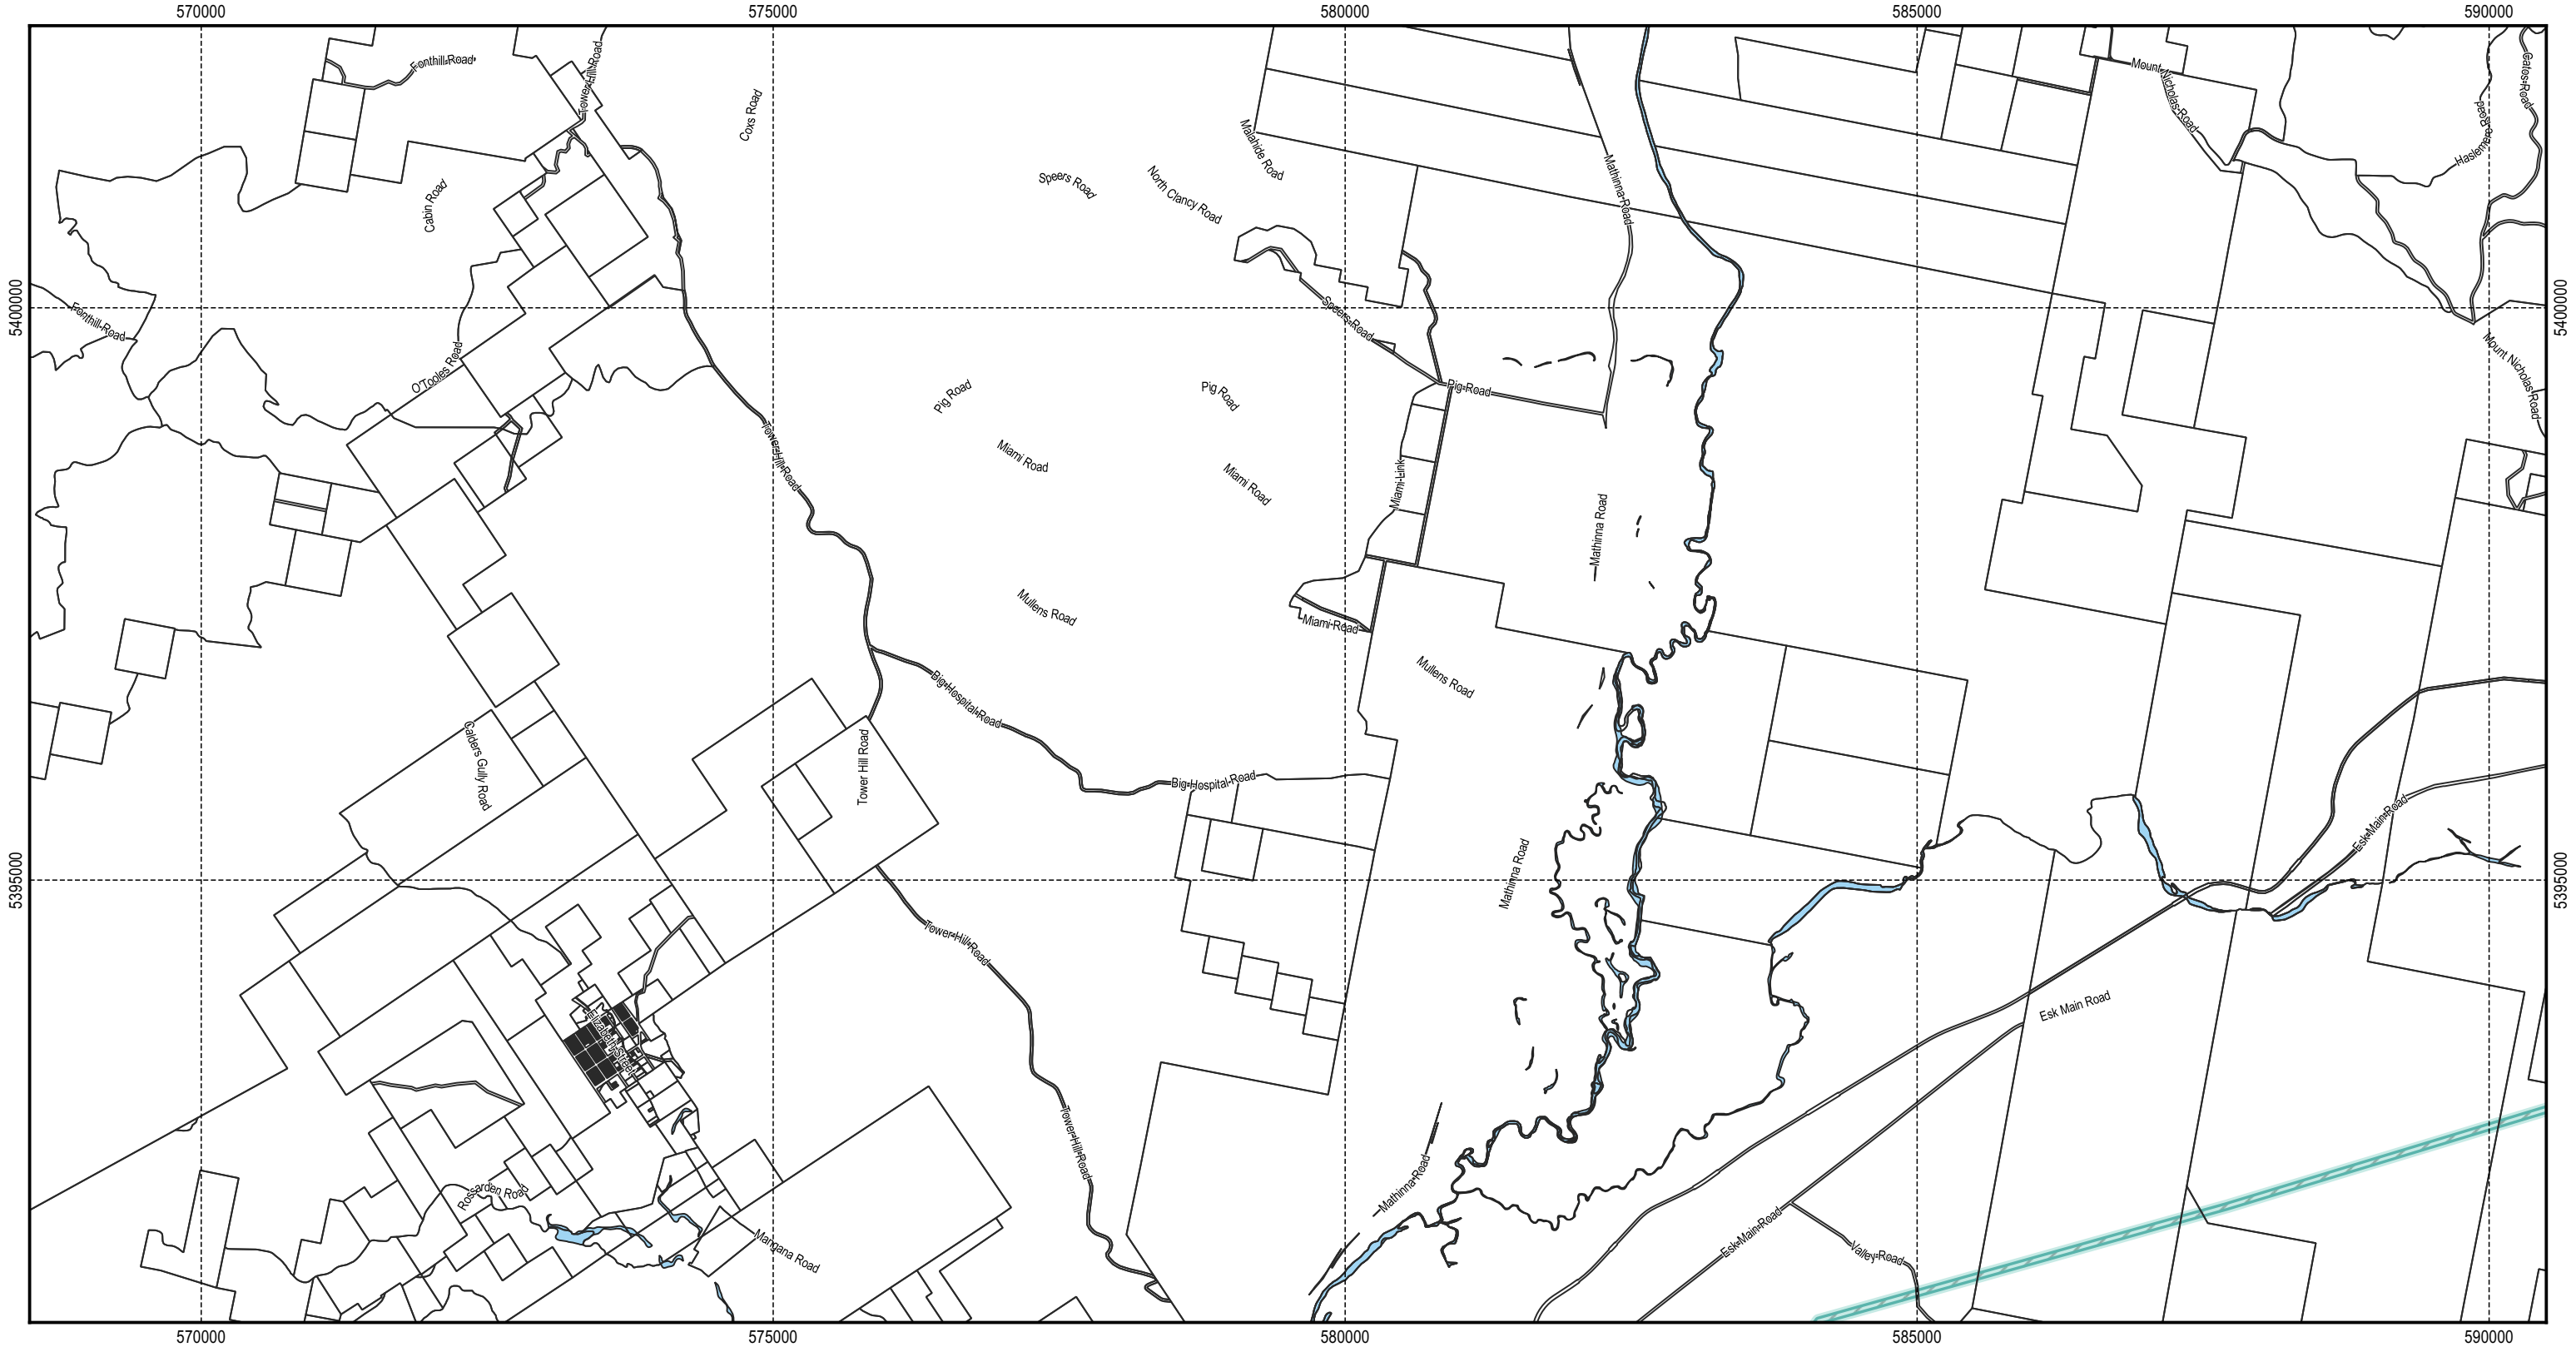 570000
575000
580000
585000
590000
Fonthill Road
Tower Hill Road
Coxs Road
Mount Nicholas Road
Gates Road
Haslemere Road
Malahide Road
Mathinna Road
Speers Road
North Clancy Road
Cabin Road
5400000
5400000
Fonthill Road
Speers Road
O'Tooles Road
Mount Nicholas Road
Pig Road
Pig Road
Pig Road
Tower Hill Road
Miami Road
Miami Road
Miami Link
Mathinna Road
Mullens Road
Miami Road
Mullens Road
Big Hospital Road
Calders Gully Road
Tower Hill Road
Big Hospital Road
Esk Main Road
5395000
5395000
Mathinna Road
Tower Hill Road
Esk Main Road
Elizabeth Street
Tower Hill Road
Mathinna Road
Rossarden Road
Esk Main Road
Valley Road
Mangana Road
570000
575000
580000
585000
590000